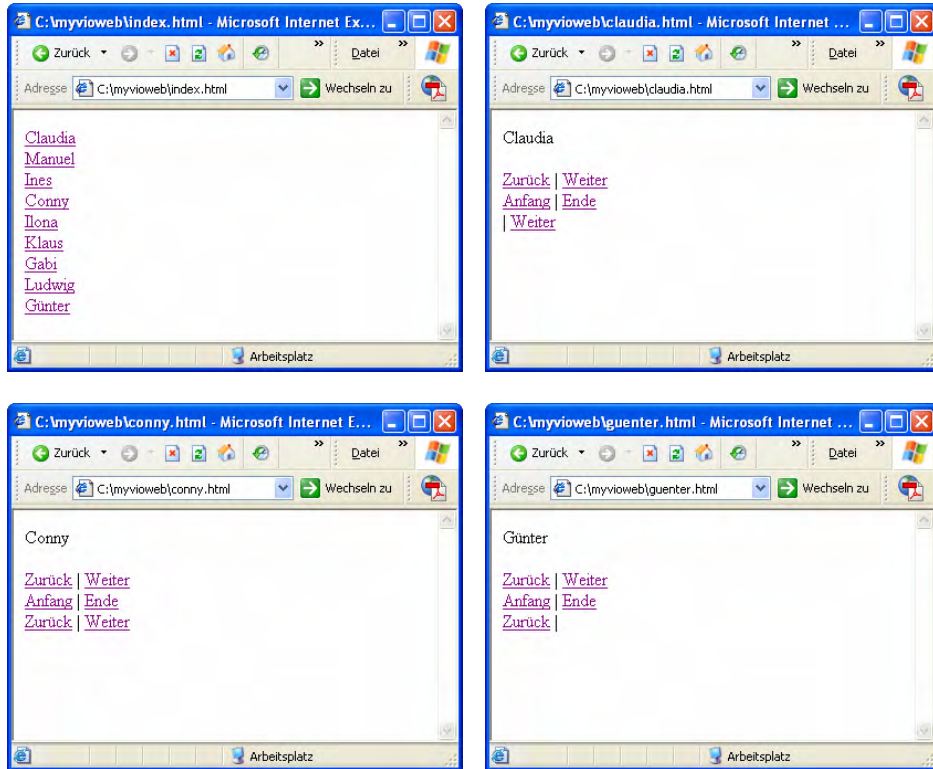 C:\myvioweb\index.html - Microsoft Internet Ex...
Zurück » Datei »
Adresse C:\myvioweb\index.html Wechseln zu
Claudia
Manuel
Ines
Conny
Ilona
Klaus
Gabi
Ludwig
Günter
Arbeitsplatz
C:\myvioweb\claudia.html - Microsoft Internet ...
Zurück » Datei »
Adresse C:\myvioweb\claudia.html Wechseln zu
Claudia
Zurück | Weiter
Anfang | Ende
| Weiter
Arbeitsplatz
C:\myvioweb\conny.html - Microsoft Internet E...
Zurück » Datei »
Adresse C:\myvioweb\conny.html Wechseln zu
Conny
Zurück | Weiter
Anfang | Ende
Zurück | Weiter
Arbeitsplatz
C:\myvioweb\guenter.html - Microsoft Internet ...
Zurück » Datei »
Adresse C:\myvioweb\guenter.html Wechseln zu
Günter
Zurück | Weiter
Anfang | Ende
Zurück |
Arbeitsplatz